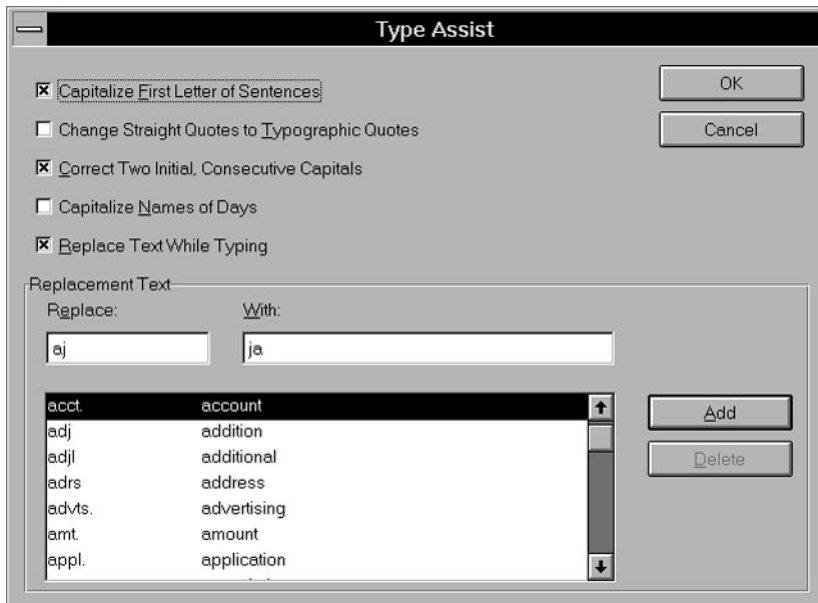 Type Assist
Capitalize First Letter of Sentences
OK
Change Straight Quotes to Typographic Quotes
Cancel
Correct Two Initial, Consecutive Capitals
Capitalize Names of Days
Replace Text While Typing
Replacement Text
Replace: With:
aj ja
acct. account
Add
adj addition
adjl additional
Delete
adrs address
advts. advertising
amt. amount
appl. application